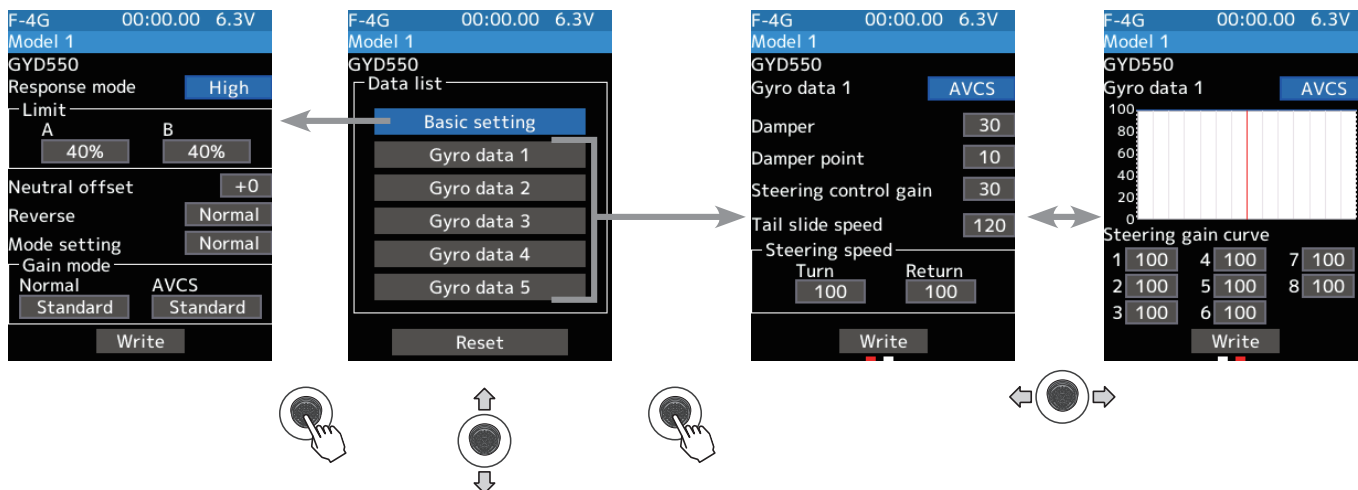 F-4G 00:00.00 6.3V
Model 1
GYD550
Response mode High
Limit
A B
40% 40%
Neutral offset +0
Reverse Normal
Mode setting Normal
Gain mode
Normal AVCS
Standard Standard
Write
F-4G 00:00.00 6.3V
Model 1
GYD550
Data list
Basic setting
Gyro data 1
Gyro data 2
Gyro data 3
Gyro data 4
Gyro data 5
Reset
F-4G 00:00.00 6.3V
Model 1
GYD550
Gyro data 1 AVCS
Damper 30
Damper point 10
Steering control gain 30
Tail slide speed 120
Steering speed
Turn Return
100 100
Write
F-4G 00:00.00 6.3V
Model 1
GYD550
Gyro data 1 AVCS
100
80
60
40
20
0
Steering gain curve
1 100 4 100 7 100
2 100 5 100 8 100
3 100 6 100
Write